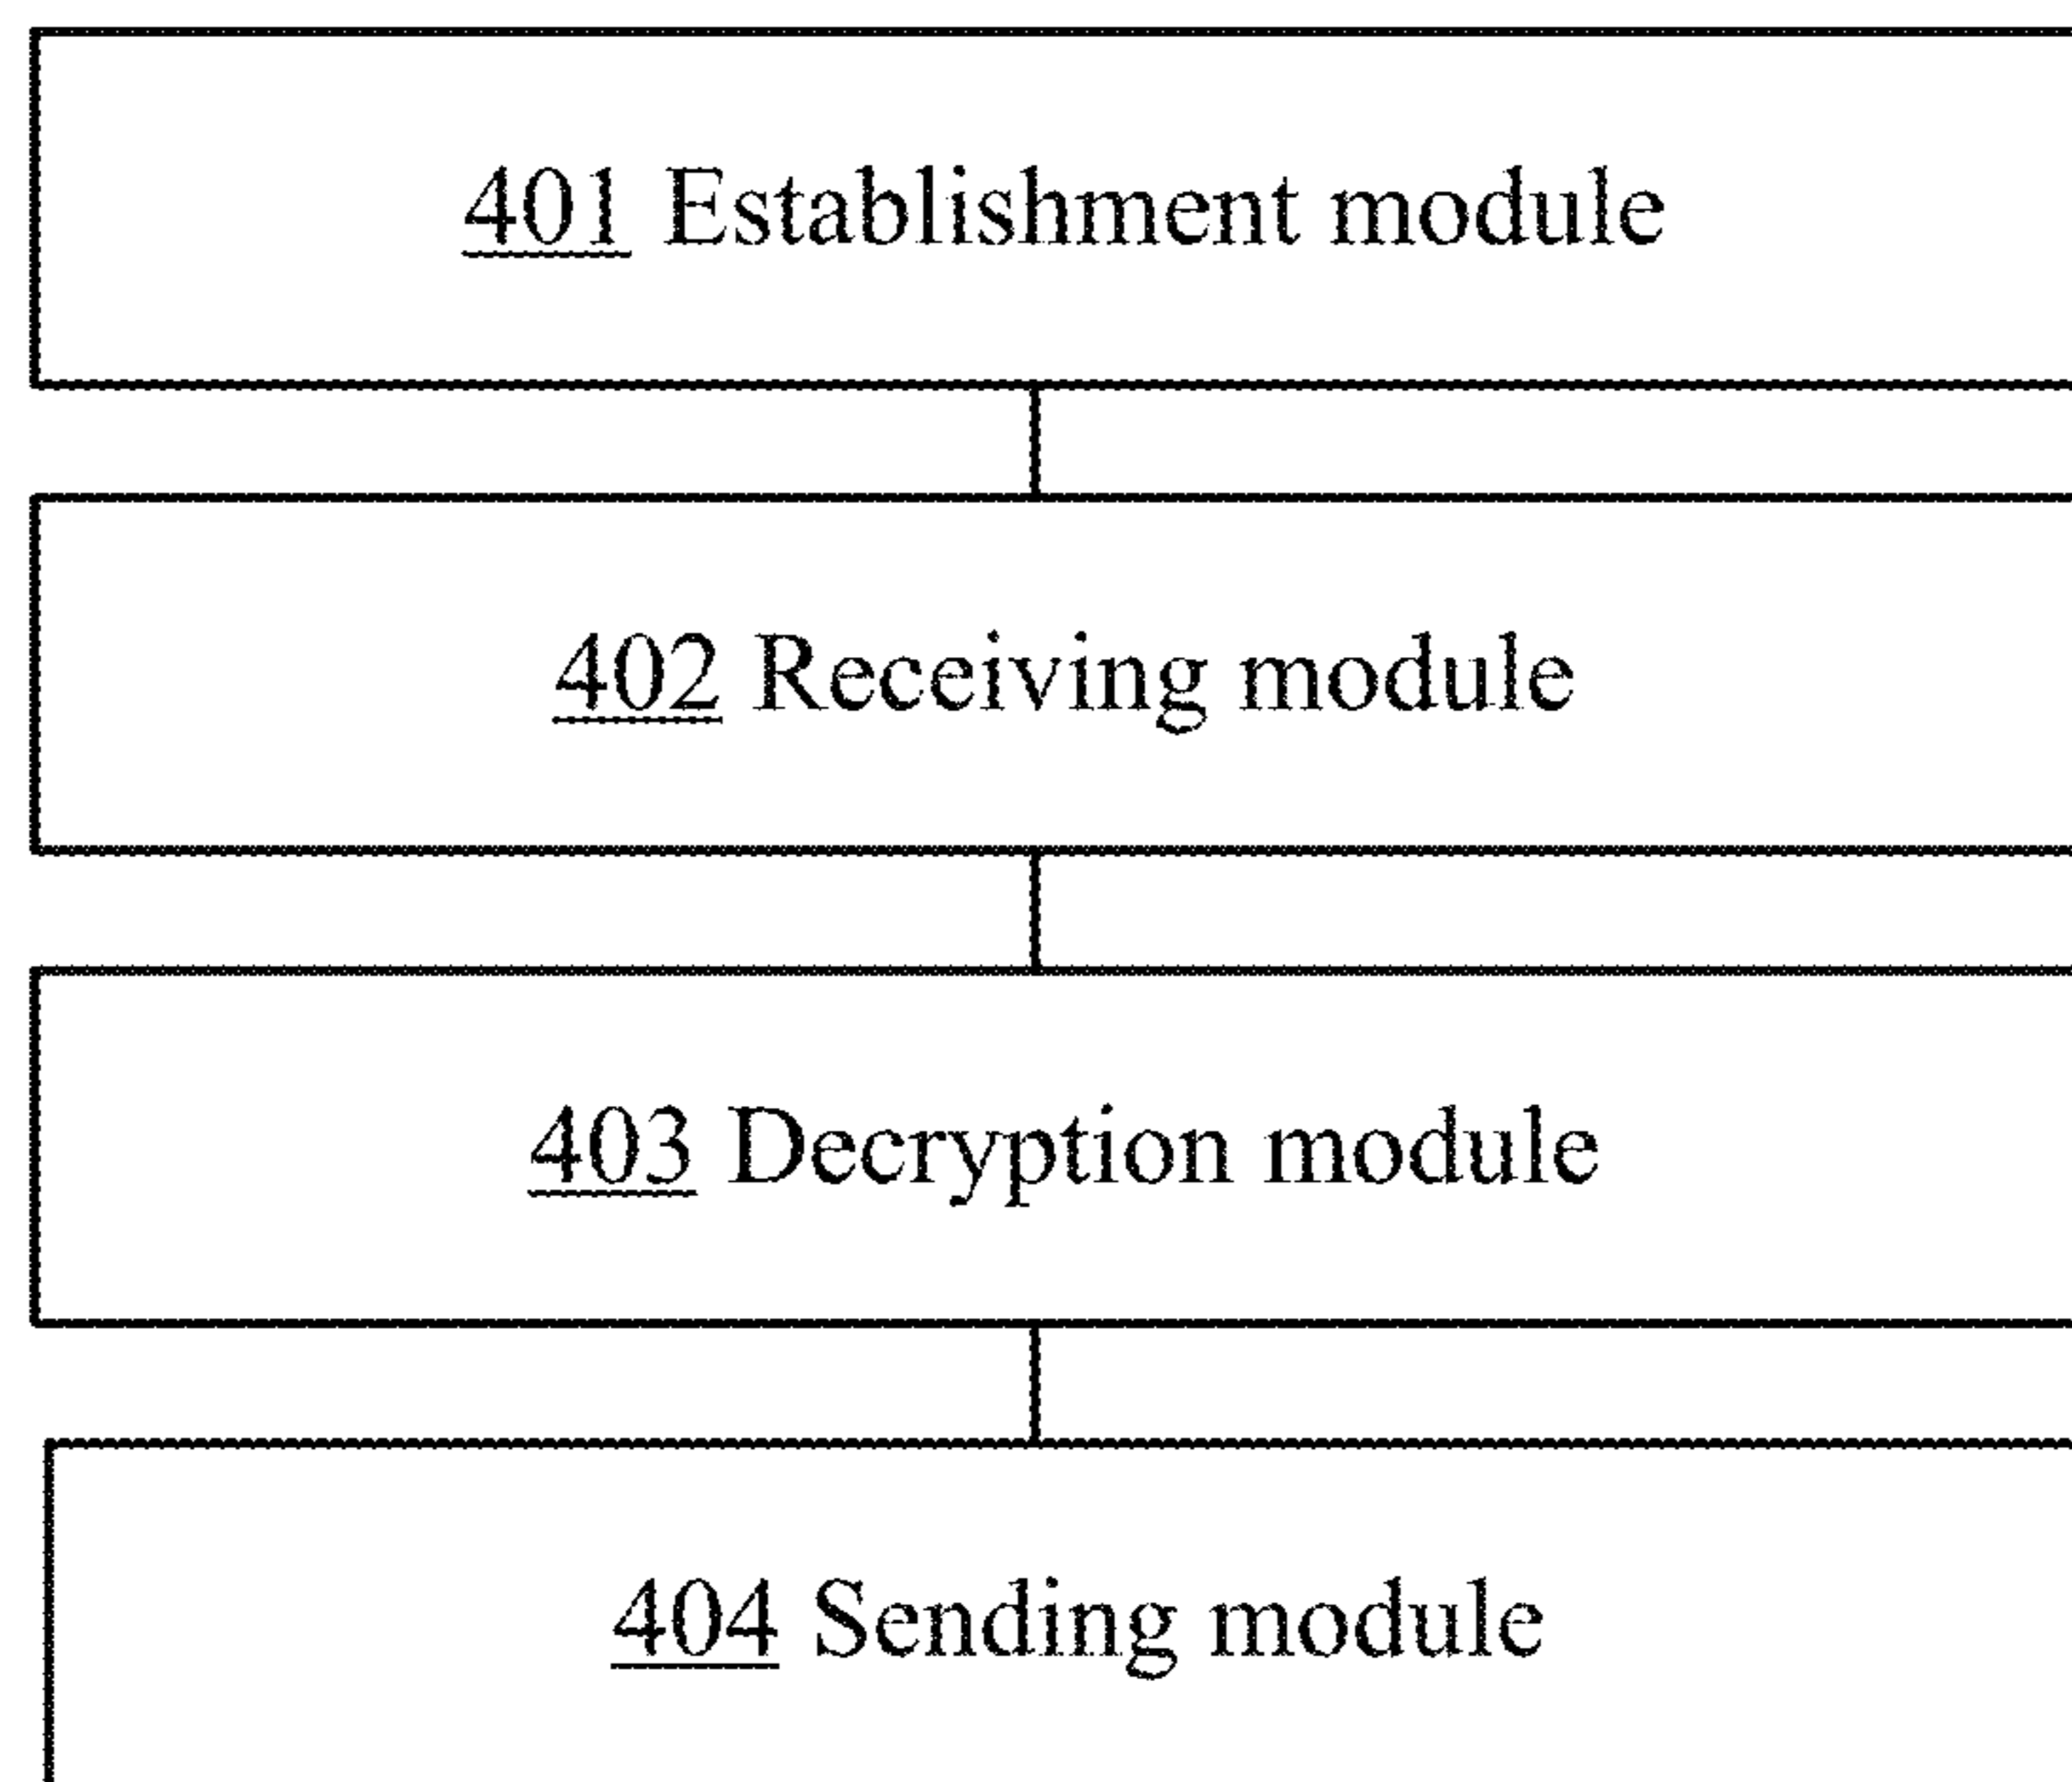 401 Establishment module
402 Receiving module
403 Decryption module
404 Sending module